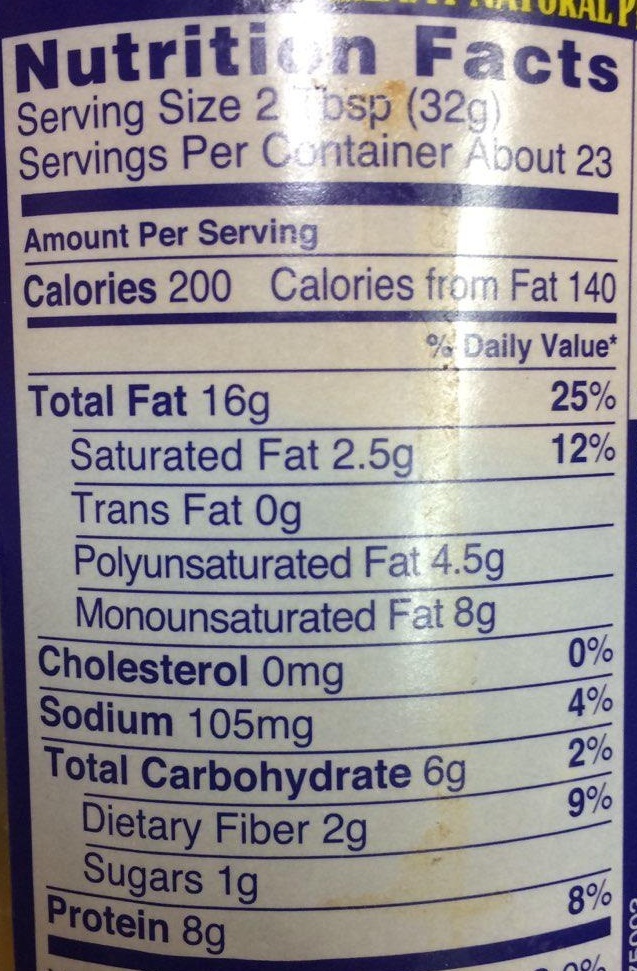 NATURAL
Nutrition Facts
Serving Size 2 Tbsp (32g)
Servings Per Container About 23
Amount Per Serving
Calories 200 Calories from Fat 140
% Daily Value*
Total Fat 16g 25%
Saturated Fat 2.5g 12%
Trans Fat 0g
Polyunsaturated Fat 4.5g
Monounsaturated Fat 8g
Cholesterol 0mg 0%
Sodium 105mg 4%
Total Carbohydrate 6g 2%
Dietary Fiber 2g 9%
Sugars 1g
Protein 8g 8%